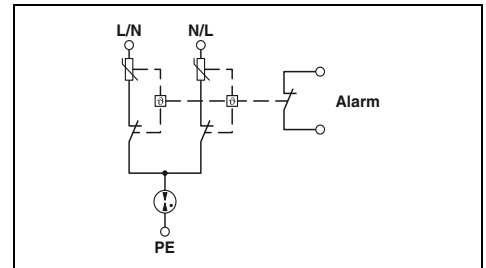 L/N N/L
ϑ ϑ
Alarm
PE